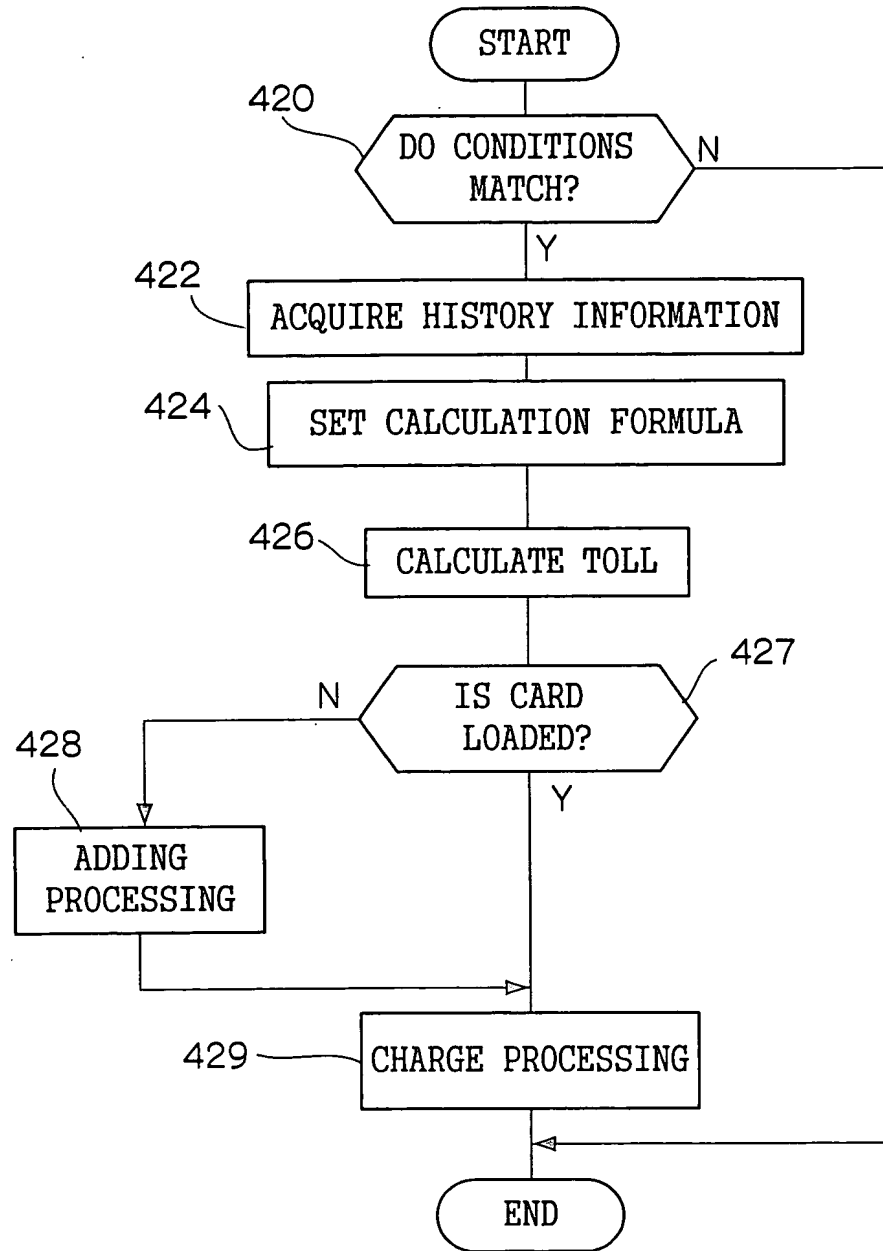 START
420
DO CONDITIONS
MATCH?
N
Y
422
ACQUIRE HISTORY INFORMATION
424
SET CALCULATION FORMULA
426
CALCULATE TOLL
427
IS CARD
LOADED?
N
Y
428
ADDING
PROCESSING
429
CHARGE PROCESSING
END